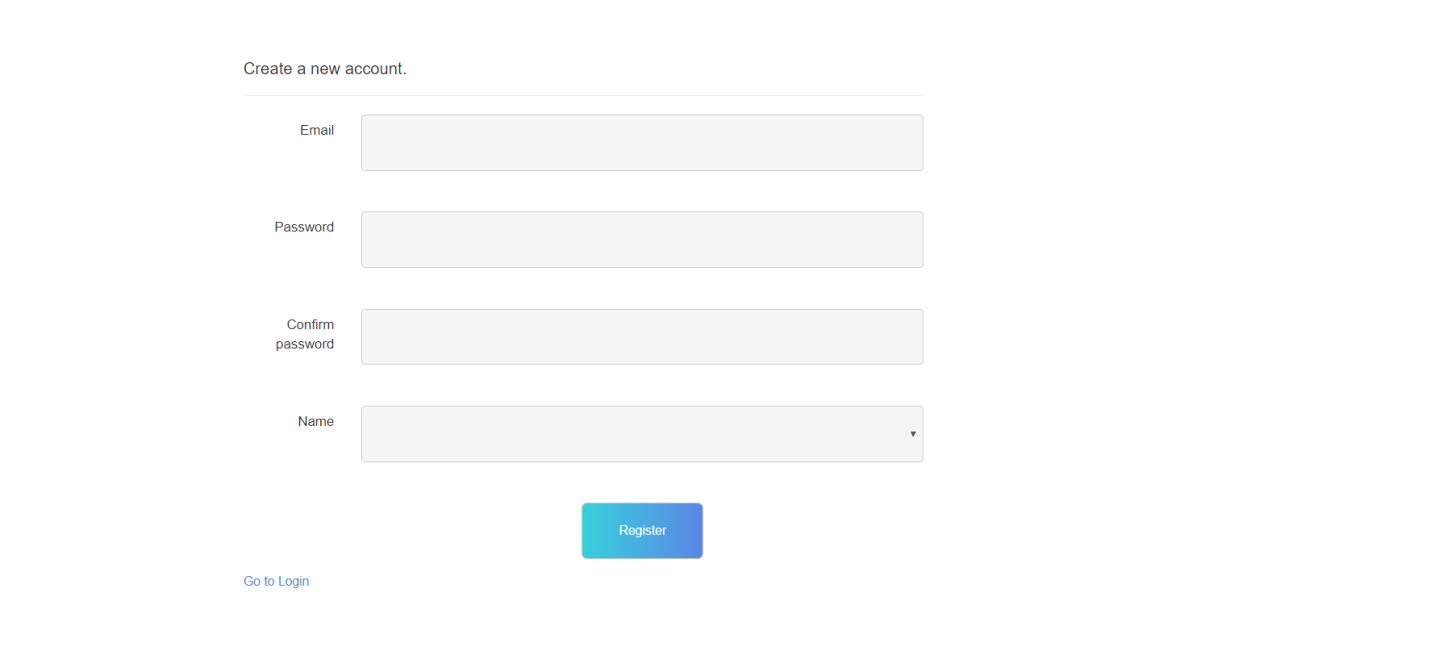 Create a new account.
Email
Password
Confirm
password
Name
Register
Go to Login